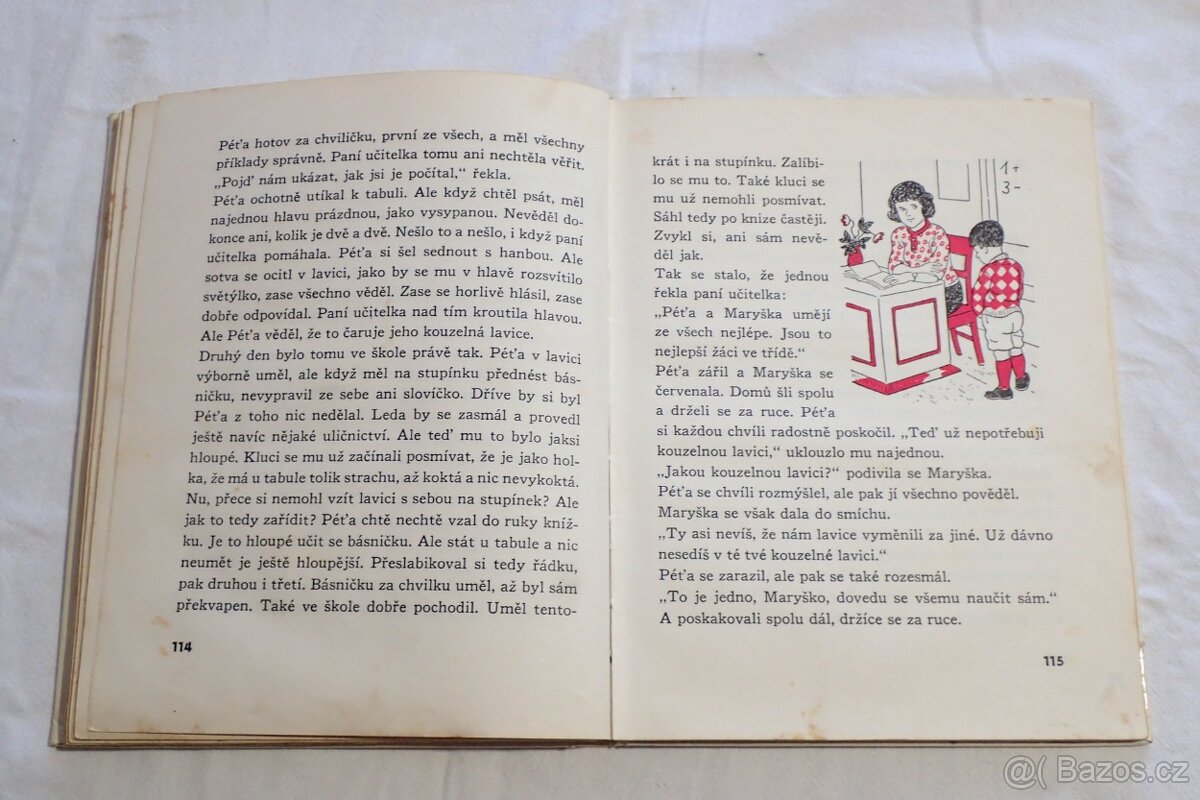 Péťa hotov za chviličku, první ze všech, a měl všechny
příklady správně. Paní učitelka tomu ani nechtěla věřit.
„Pojď nám ukázat, jak jsi je počítal,“ řekla.
Péťa ochotně utíkal k tabuli. Ale když chtěl psát, měl
najednou hlavu prázdnou, jako vysypanou. Nevěděl do-
konce ani, kolik je dvě a dvě. Nešlo to a nešlo, i když paní
učitelka pomáhala. Péťa si šel sednout s hanbou. Ale
sotva se ocitl v lavici, jako by se mu v hlavě rozsvítilo
světýlko, zase všechno věděl. Zase se horlivě hlásil, zase
dobře odpovídal. Paní učitelka nad tím kroutila hlavou.
Ale Péťa věděl, že to čaruje jeho kouzelná lavice.
Druhý den bylo tomu ve škole právě tak. Péťa v lavici
výborně uměl, ale když měl na stupínku přednést bás-
ničku, nevypravil ze sebe ani slovíčko. Dříve by si byl
Péťa z toho nic nedělal. Leda by se zasmál a provedl
ještě navíc nějaké uličnictví. Ale teď mu to bylo jaksi
hloupé. Kluci se mu už začínali posmívat, že je jako hol-
ka, že má u tabule tolik strachu, až koktá a nic nevykoktá.
Nu, přece si nemohl vzít lavici s sebou na stupínek? Ale
jak to tedy zařídit? Péťa chtě nechtě vzal do ruky kníž-
ku. Je to hloupé učit se básničku. Ale stát u tabule a nic
neumět je ještě hloupější. Přeslabikoval si tedy řádku,
pak druhou i třetí. Básničku za chvilku uměl, až byl sám
překvapen. Také ve škole dobře pochodil. Uměl tento-
114
krát i na stupínku. Zalíbi-
lo se mu to. Také kluci se
mu už nemohli posmívat.
Sáhl tedy po knize častěji.
Zvykl si, ani sám nevě-
děl jak.
Tak se stalo, že jednou
řekla paní učitelka:
„Péťa a Maryška umějí
ze všech nejlépe. Jsou to
nejlepší žáci ve třídě.“
Péťa zářil a Maryška se
červenala. Domů šli spolu
a drželi se za ruce. Péťa
si každou chvíli radostně poskočil. „Teď už nepotřebuji
kouzelnou lavici,“ uklouzlo mu najednou.
„Jakou kouzelnou lavici?“ podivila se Maryška.
Péťa se chvíli rozmýšlel, ale pak jí všechno pověděl.
Maryška se však dala do smíchu.
„Ty asi nevíš, že nám lavice vyměnili za jiné. Už dávno
nesedíš v té tvé kouzelné lavici.“
Péťa se zarazil, ale pak se také rozesmál.
„To je jedno, Maryško, dovedu se všemu naučit sám.“
A poskakovali spolu dál, držíce se za ruce.
115
1+
3-
@( Bazos.cz